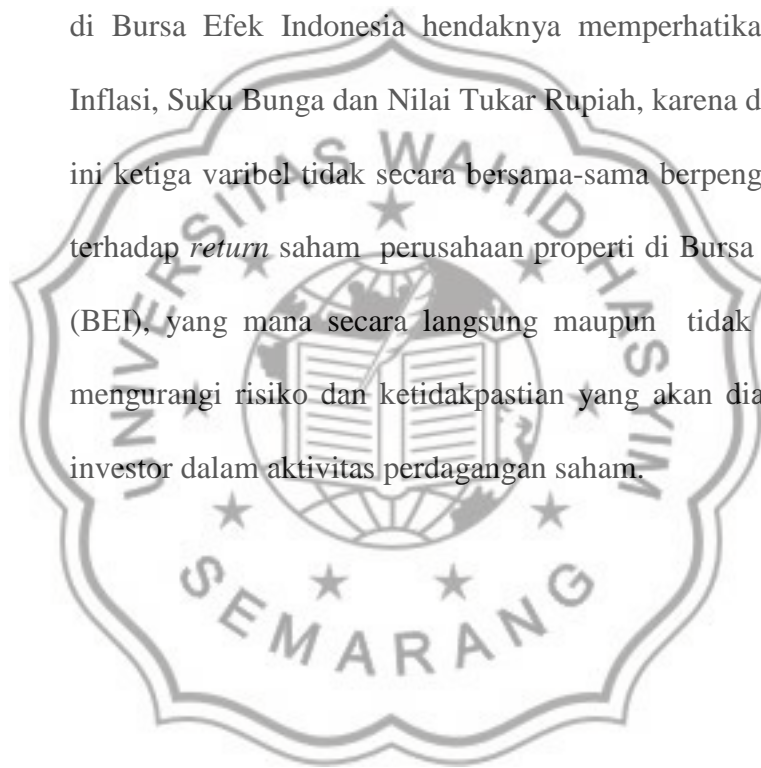 di Bursa Efek Indonesia hendaknya memperhatika
Inflasi, Suku Bunga dan Nilai Tukar Rupiah, karena d
ini ketiga varibel tidak secara bersama-sama berpeng
terhadap return saham perusahaan properti di Bursa
(BEI), yang mana secara langsung maupun tidak
mengurangi risiko dan ketidakpastian yang akan dia
investor dalam aktivitas perdagangan saham.
UNIVERSITAS WAHID HASYIM
SEMARANG